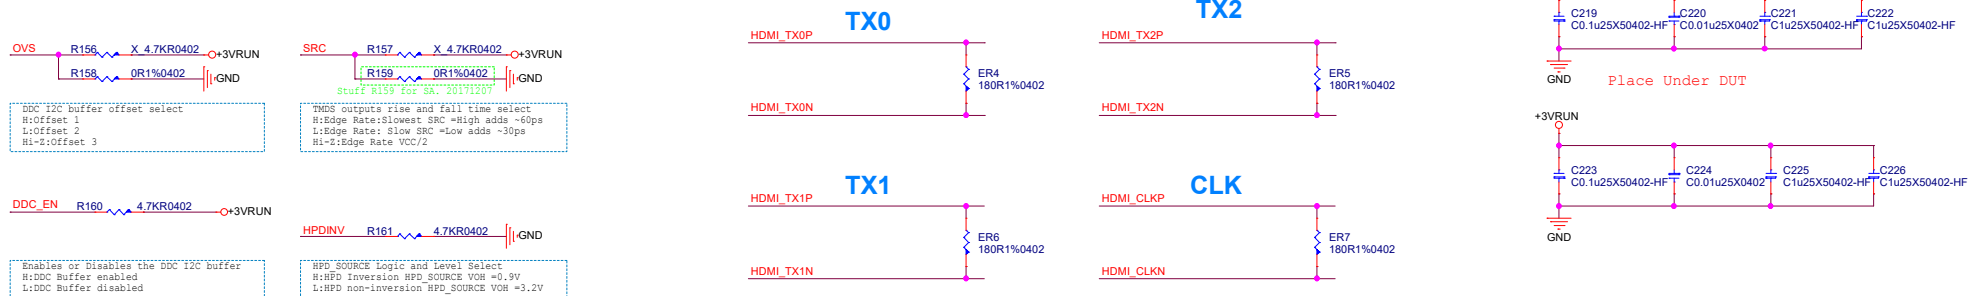 OVS
R156
X_4.7KR0402
+3VRUN
R158
0R1%0402
GND
DDC I2C buffer offset select
H:Offset 1
L:Offset 2
Hi-Z:Offset 3
SRC
R157
X_4.7KR0402
+3VRUN
R159
0R1%0402
GND
Stuff R159 for SA. 20171207
TMDS outputs rise and fall time select
H:Edge Rate:Slowest SRC =High adds ~60ps
L:Edge Rate: Slow SRC =Low adds ~30ps
Hi-Z:Edge Rate VCC/2
DDC_EN
R160
4.7KR0402
+3VRUN
Enables or Disables the DDC I2C buffer
H:DDC Buffer enabled
L:DDC Buffer disabled
HPDINV
R161
4.7KR0402
GND
HPD_SOURCE Logic and Level Select
H:HPD Inversion HPD_SOURCE VOH =0.9V
L:HPD non-inversion HPD_SOURCE VOH =3.2V
TX0
HDMI_TX0P
ER4
180R1%0402
HDMI_TX0N
TX2
HDMI_TX2P
ER5
180R1%0402
HDMI_TX2N
TX1
HDMI_TX1P
ER6
180R1%0402
HDMI_TX1N
CLK
HDMI_CLKP
ER7
180R1%0402
HDMI_CLKN
C219
C0.1u25X50402-HF
C220
C0.01u25X0402
C221
C1u25X50402-HF
C222
C1u25X50402-HF
GND
Place Under DUT
+3VRUN
C223
C0.1u25X50402-HF
C224
C0.01u25X0402
C225
C1u25X50402-HF
C226
C1u25X50402-HF
GND